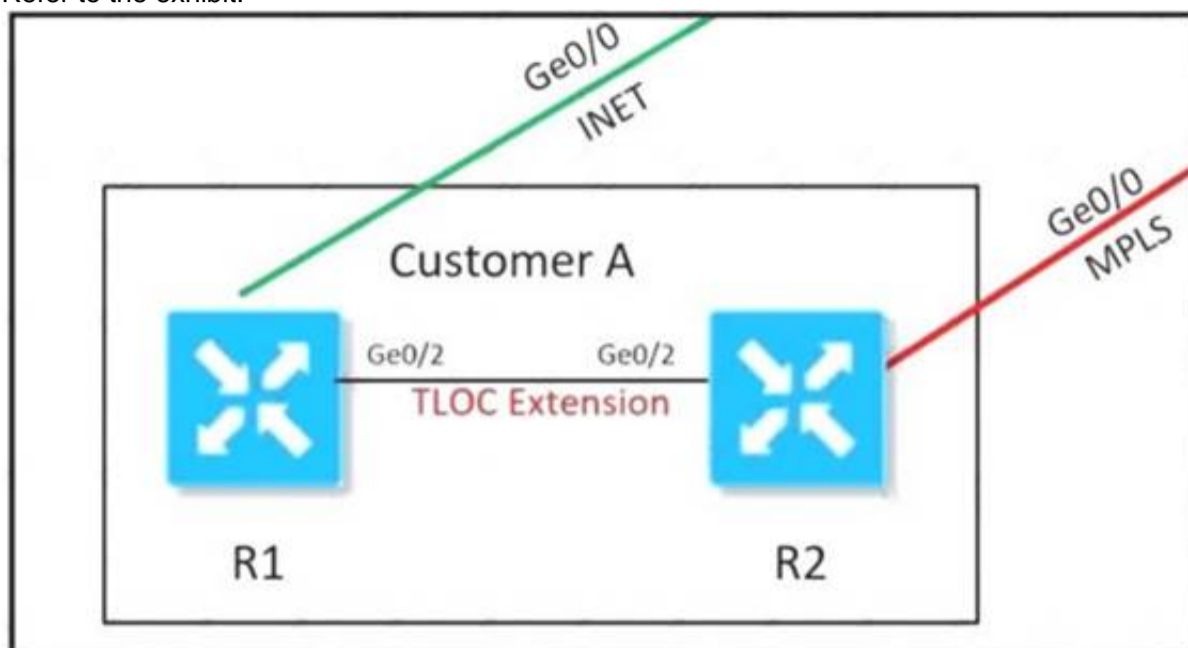 Refer to the exhibit.
Ge0/0
INET
Ge0/0
MPLS
Customer A
Ge0/2
Ge0/2
TLOC Extension
R1
R2